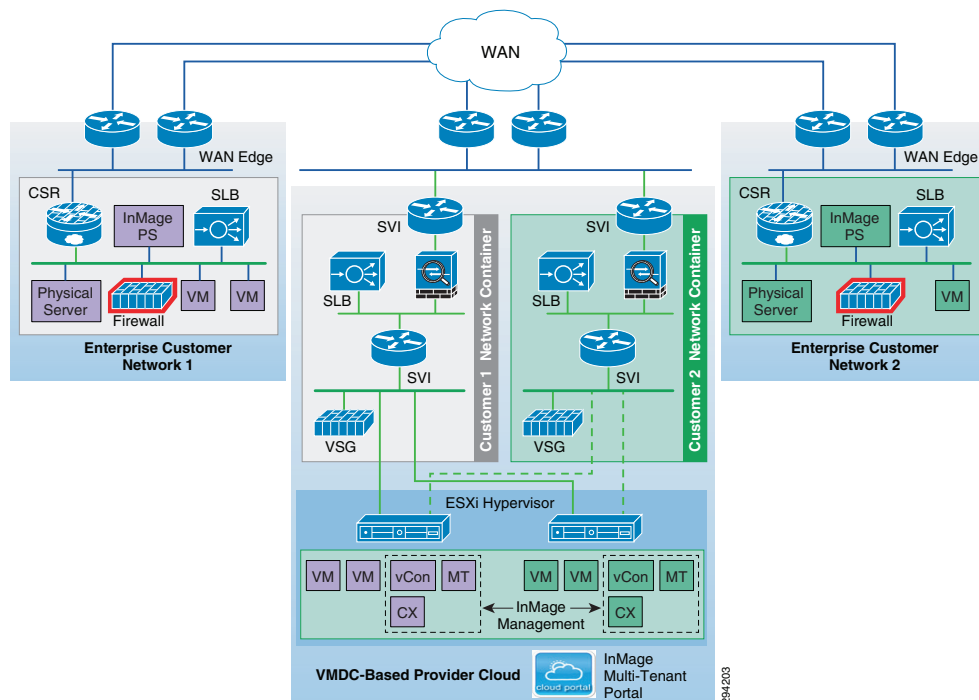 WAN
WAN Edge
CSR
SLB
InMage
PS
Physical
Server
Firewall
VM
VM
Enterprise Customer
Network 1
SVI
SLB
SVI
VSG
Customer 1 Network Container
SVI
SLB
SVI
VSG
Customer 2 Network Container
WAN Edge
CSR
SLB
InMage
PS
Physical
Server
Firewall
VM
Enterprise Customer
Network 2
ESXi Hypervisor
VM
VM
vCon
MT
CX
InMage
Management
VM
VM
vCon
MT
CX
VMDC-Based Provider Cloud
cloud portal
InMage
Multi-Tenant
Portal
294203